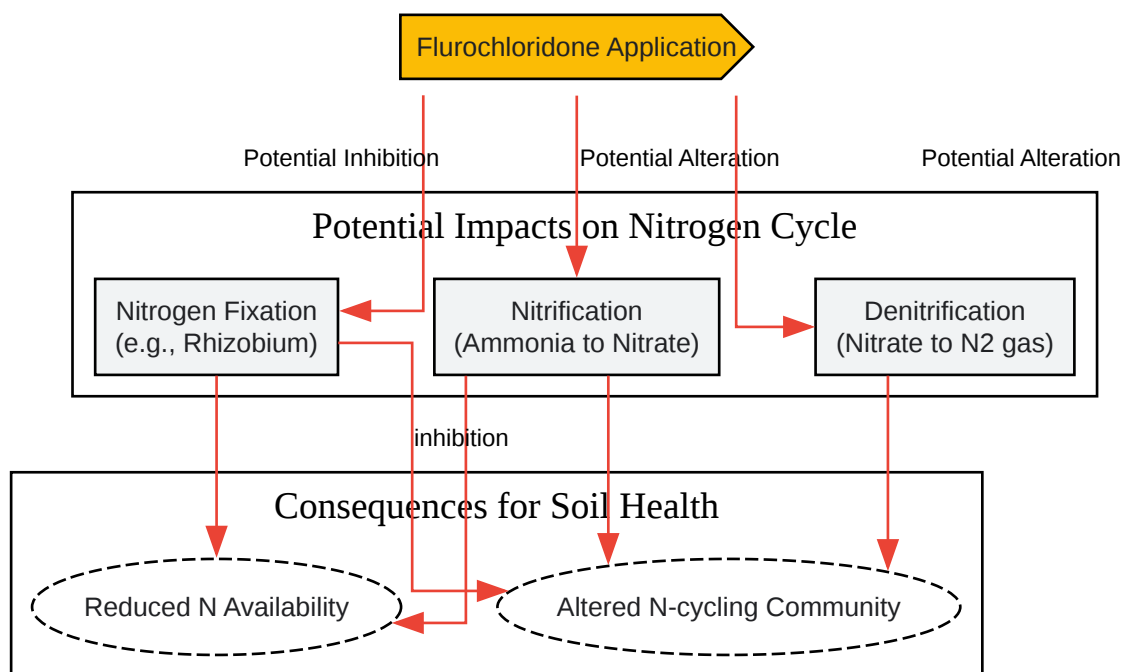 Flurochloridone Application
Potential Inhibition
Potential Alteration
Potential Alteration
Potential Impacts on Nitrogen Cycle
Nitrogen Fixation
(e.g., Rhizobium)
Nitrification
(Ammonia to Nitrate)
Denitrification
(Nitrate to N2 gas)
inhibition
Consequences for Soil Health
Reduced N Availability
Altered N-cycling Community